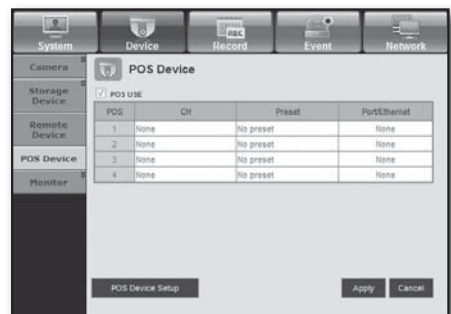 System Device Record Event Network
REC
Camera
Storage Device
Remote Device
POS Device
Monitor
POS Device
POS USE
POS CH Preset Port/Ethernet
1 None No preset None
2 None No preset None
3 None No preset None
4 None No preset None
POS Device Setup Apply Cancel